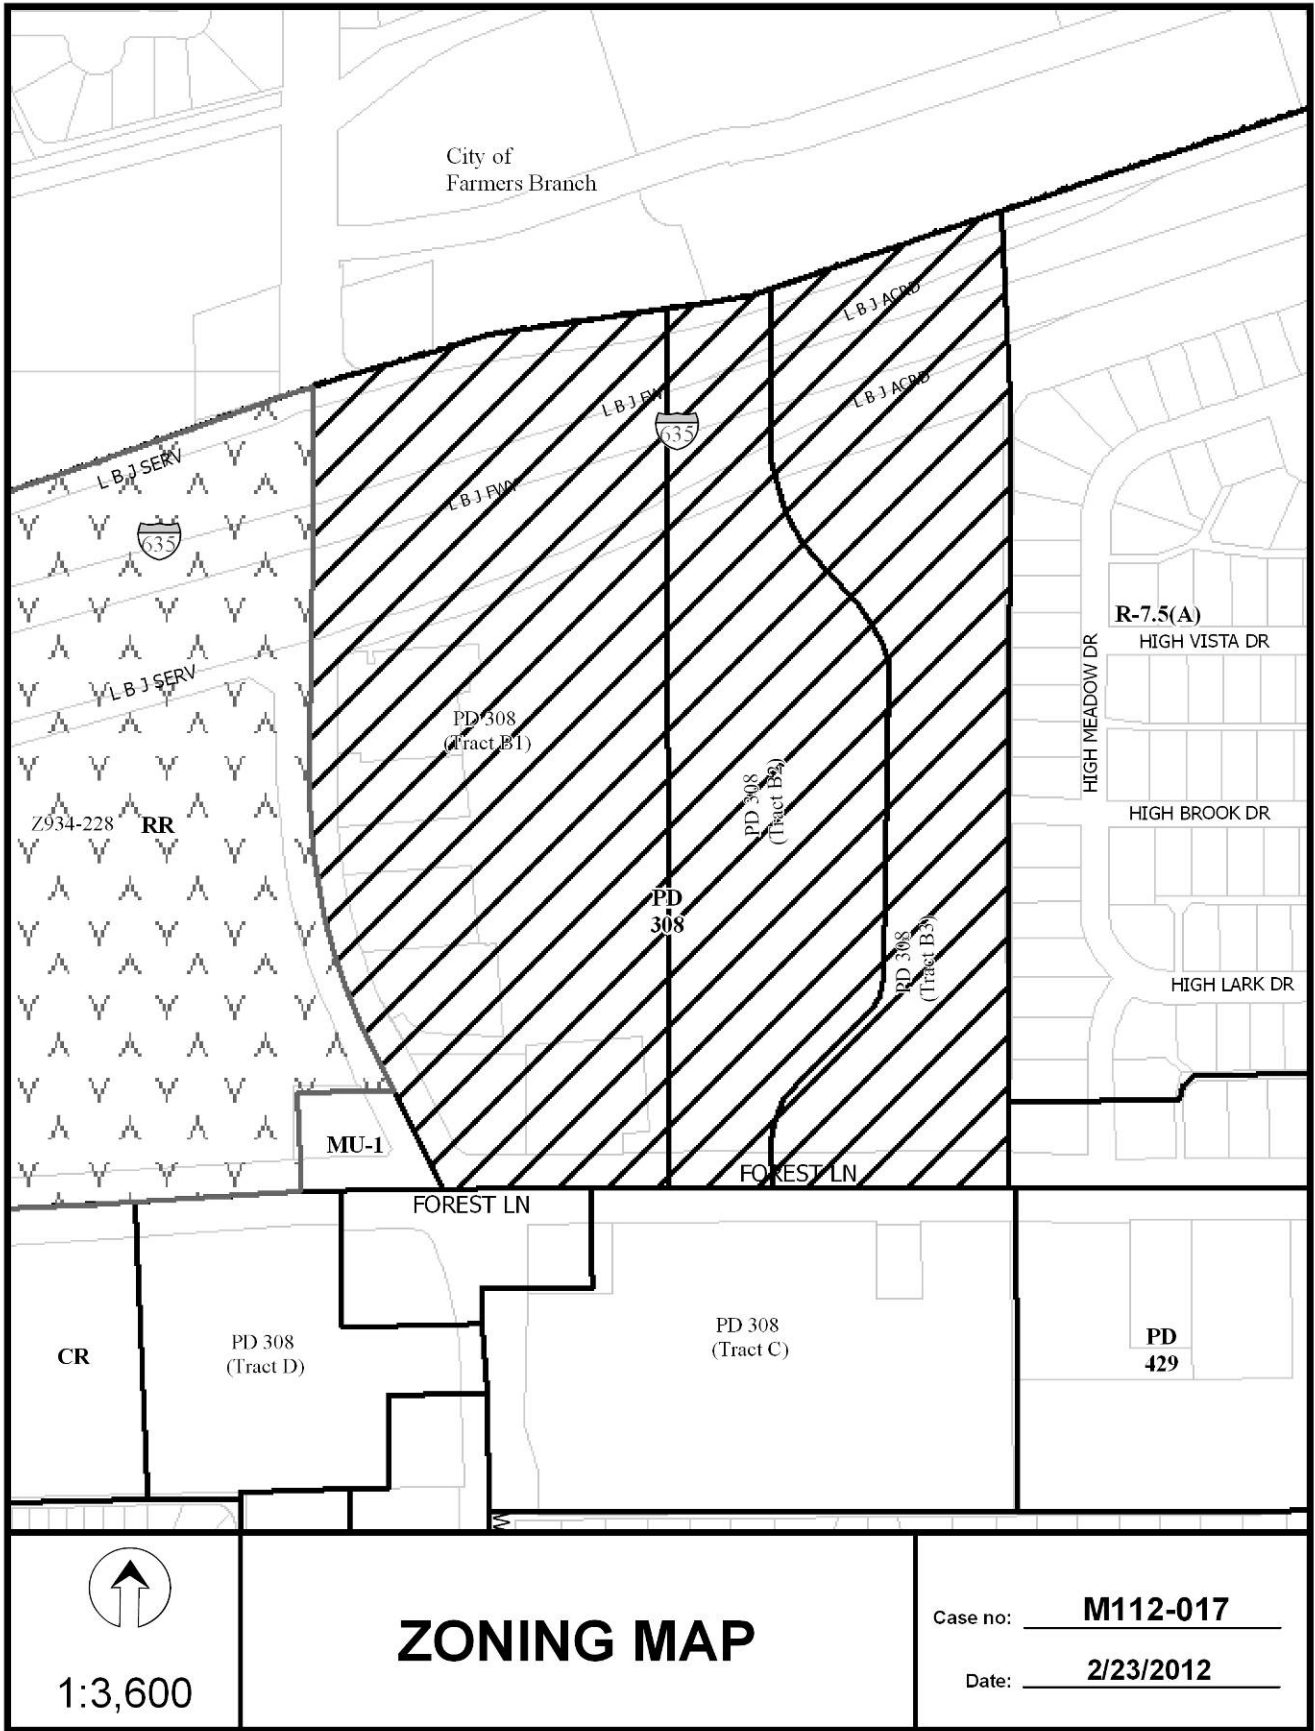 City of
Farmers Branch
L B J ACRD
L B J ACRD
L B J FW
635
L B J SERV
L B J FWY
635
R-7.5(A)
HIGH VISTA DR
HIGH MEADOW DR
L B J SERV
PD 308
(Tract B1)
PD 308
(Tract B2)
HIGH BROOK DR
Z934-228
RR
PD
308
PD 308
(Tract B3)
HIGH LARK DR
MU-1
FOREST LN
FOREST LN
PD 308
(Tract C)
PD
429
PD 308
(Tract D)
CR
1:3,600
ZONING MAP
Case no: M112-017
Date: 2/23/2012